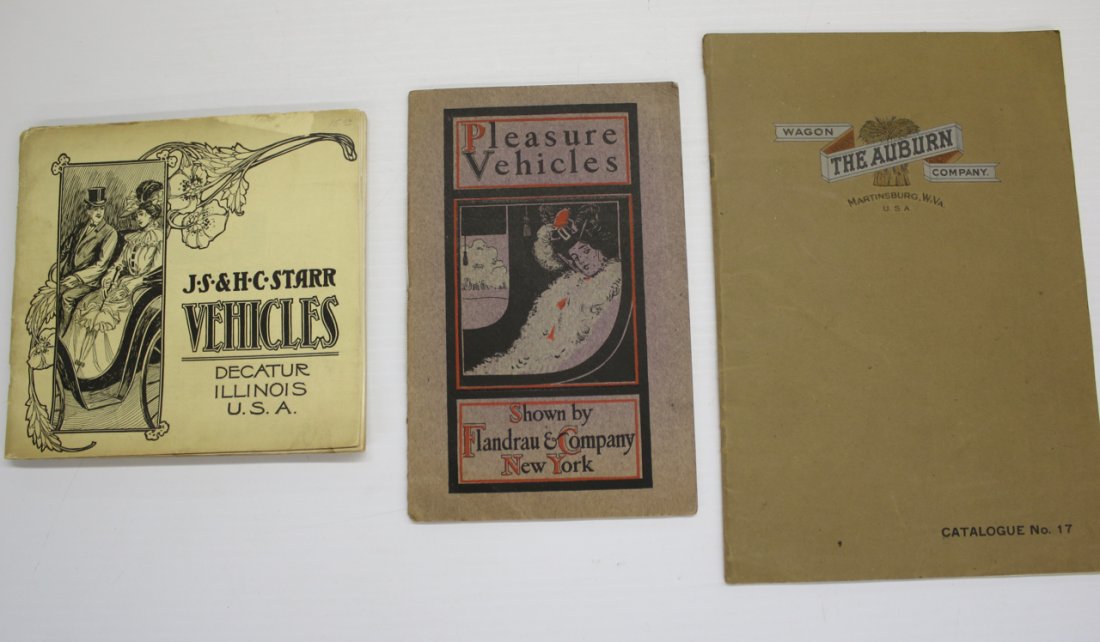 J·S·&H·C·STARR
VEHICLES
DECATUR
ILLINOIS
U.S.A.
Pleasure
Vehicles
Shown by
Flandrau & Company
New York
WAGON
THE AUBURN
COMPANY.
MARTINSBURG, W.VA.
U.S.A
CATALOGUE No. 17